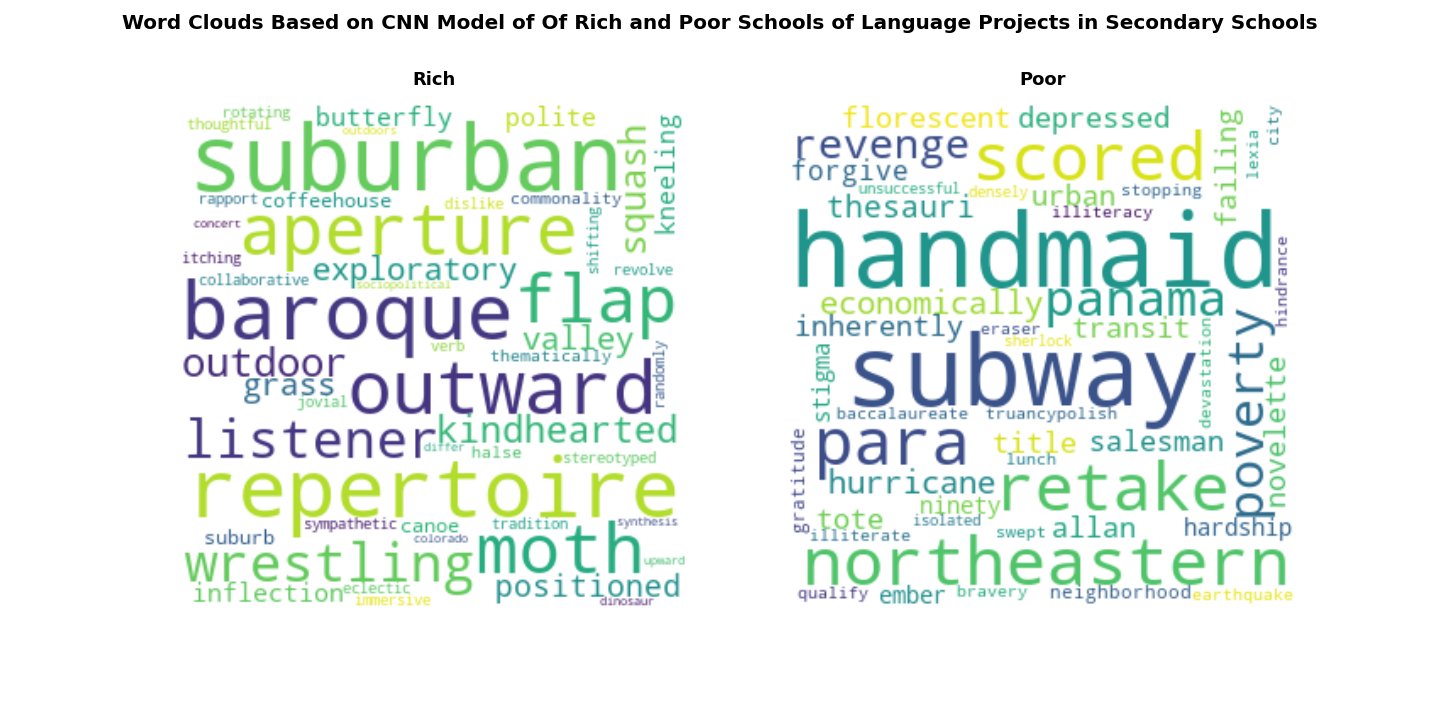 Word Clouds Based on CNN Model of Of Rich and Poor Schools of Language Projects in Secondary Schools
Rich
rotating
butterfly
polite
thoughtful
outdoors
suburban
squash
kneeling
rapport
coffeehouse
dislike
commonality
concert
aperture
shifting
itching
exploratory
revolve
collaborative
sociopolitical
baroque
flap
valley
verb
thematically
outdoor
randomly
grass
outward
jovial
listener
kindhearted
differ
halse
stereotyped
repertoire
sympathetic
canoe
tradition
synthesis
suburb
colorado
moth
wrestling
upward
positioned
inflection
eclectic
immersive
dinosaur
Poor
florescent
depressed
failing
city
revenge
scored
lexia
forgive
unsuccessful
densely
urban
stopping
thesauri
illiteracy
handmaid
hindrance
economically
panama
inherently
eraser
transit
sherlock
poverty
devastation
stigma
subway
novelette
baccalaureate
truancypolish
gratitude
para
title
salesman
lunch
hurricane
retake
ninety
tote
isolated
illiterate
swept
allan
hardship
northeastern
qualify
ember
bravery
neighborhood
earthquake